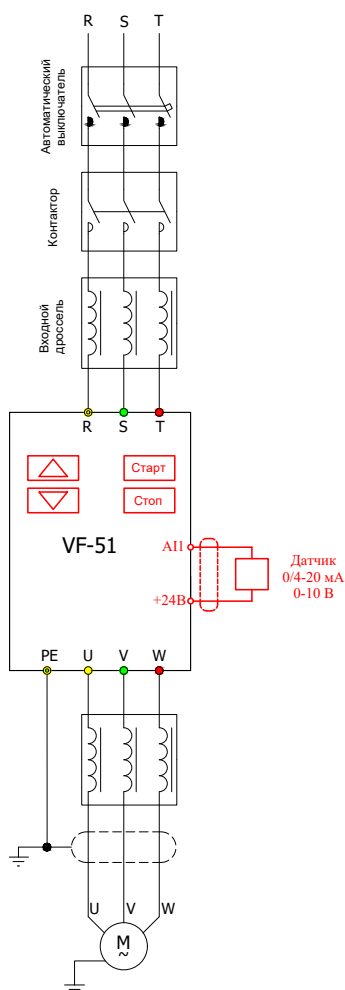 R S T
Автоматический
выключатель
Контактор
Входной
дроссель
R S T
Старт
Стоп
VF-51
AI1
+24В
Датчик
0/4-20 мА
0-10 В
PE U V W
U V W
M
~